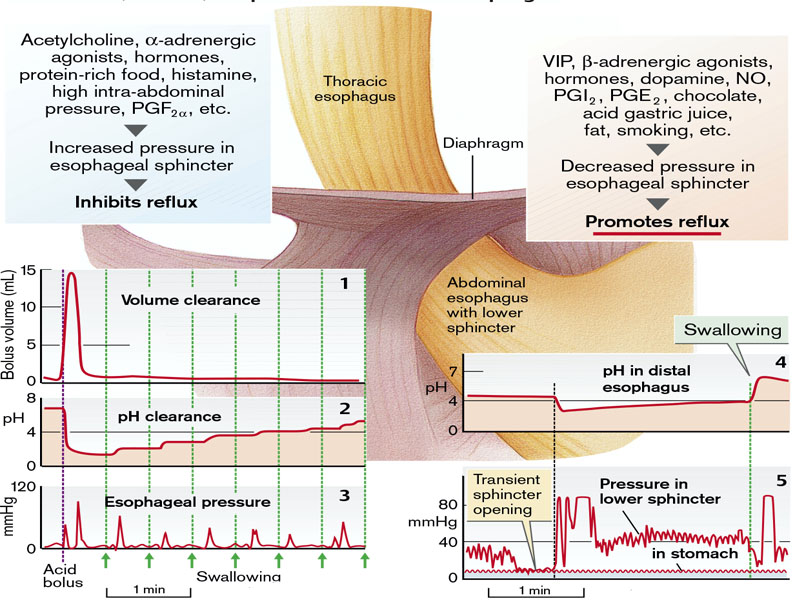 Acetylcholine, α-adrenergic
agonists, hormones,
protein-rich food, histamine,
high intra-abdominal
pressure, PGF2α, etc.
Increased pressure in
esophageal sphincter
Inhibits reflux
Thoracic
esophagus
Diaphragm
VIP, β-adrenergic agonists,
hormones, dopamine, NO,
PGI2, PGE2, chocolate,
acid gastric juice,
fat, smoking, etc.
Decreased pressure in
esophageal sphincter
Promotes reflux
Abdominal
esophagus
with lower
sphincter
1
Volume clearance
Bolus volume (mL)
15
10
5
0
2
pH clearance
pH
8
4
0
3
Esophageal pressure
mmHg
120
0
Acid
bolus
Swallowing
1 min
Swallowing
4
pH in distal
esophagus
pH
7
4
0
5
Transient
sphincter
opening
Pressure in
lower sphincter
in stomach
80
mmHg
40
0
1 min